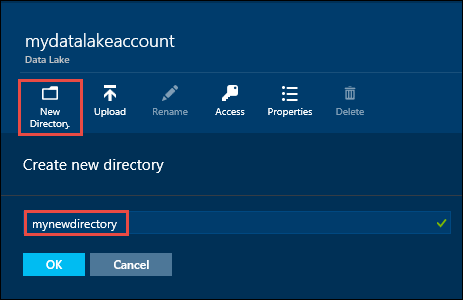 mydatalakeaccount
Data Lake
New Directory
Upload
Rename
Access
Properties
Delete
Create new directory
mynewdirectory
OK
Cancel